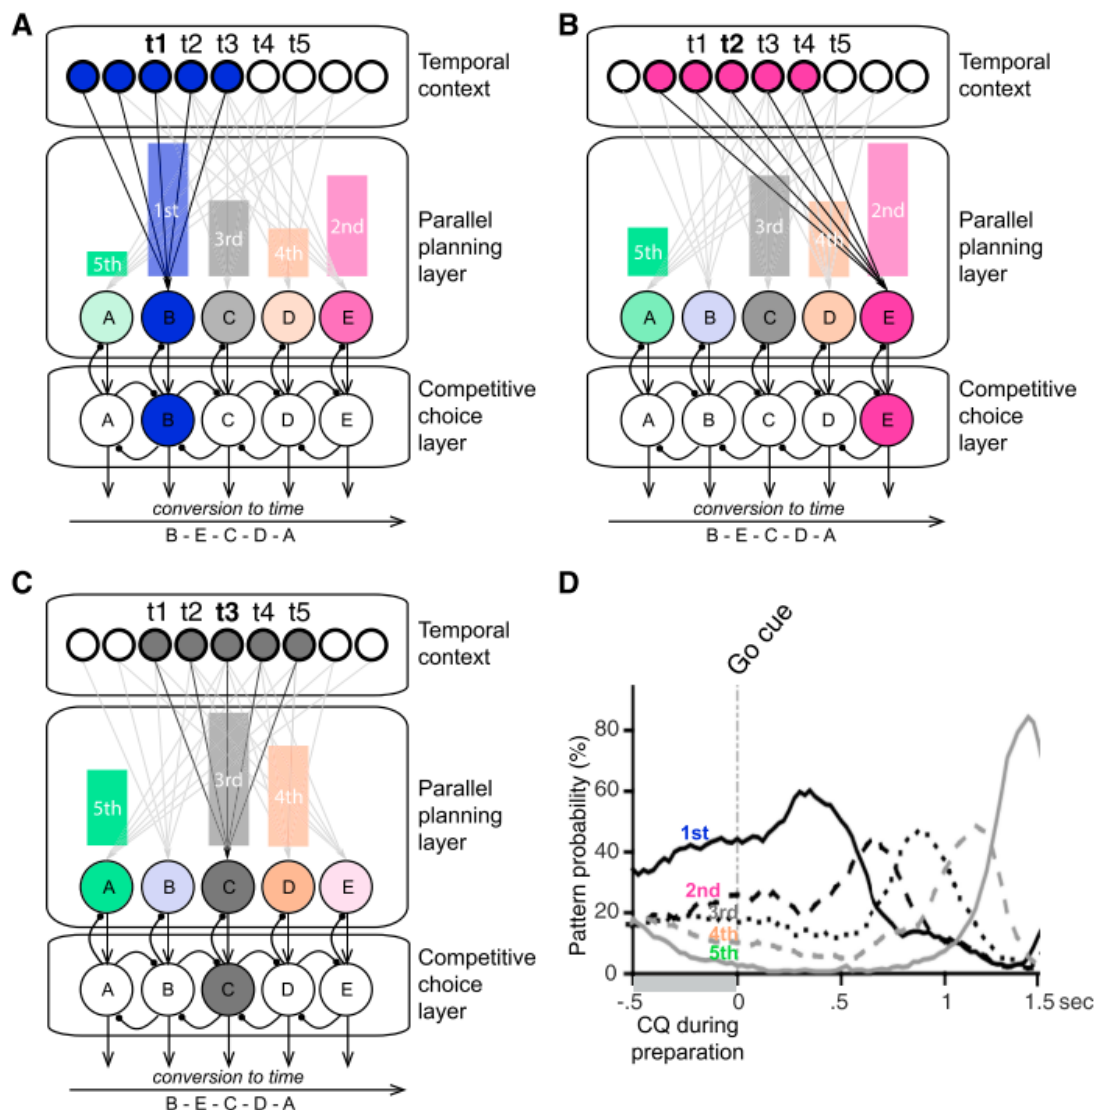 A
t1 t2 t3 t4 t5
Temporal
context
1st
2nd
3rd
4th
5th
Parallel
planning
layer
A B C D E
Competitive
choice
layer
A B C D E
conversion to time
B - E - C - D - A
B
t1 t2 t3 t4 t5
Temporal
context
2nd
3rd
4th
5th
Parallel
planning
layer
A B C D E
Competitive
choice
layer
A B C D E
conversion to time
B - E - C - D - A
C
t1 t2 t3 t4 t5
Temporal
context
3rd
4th
5th
Parallel
planning
layer
A B C D E
Competitive
choice
layer
A B C D E
conversion to time
B - E - C - D - A
D
Go cue
Pattern probability (%)
80
60
40
20
0
1st
2nd
3rd
4th
5th
-.5 0 .5 1 1.5 sec
CQ during
preparation